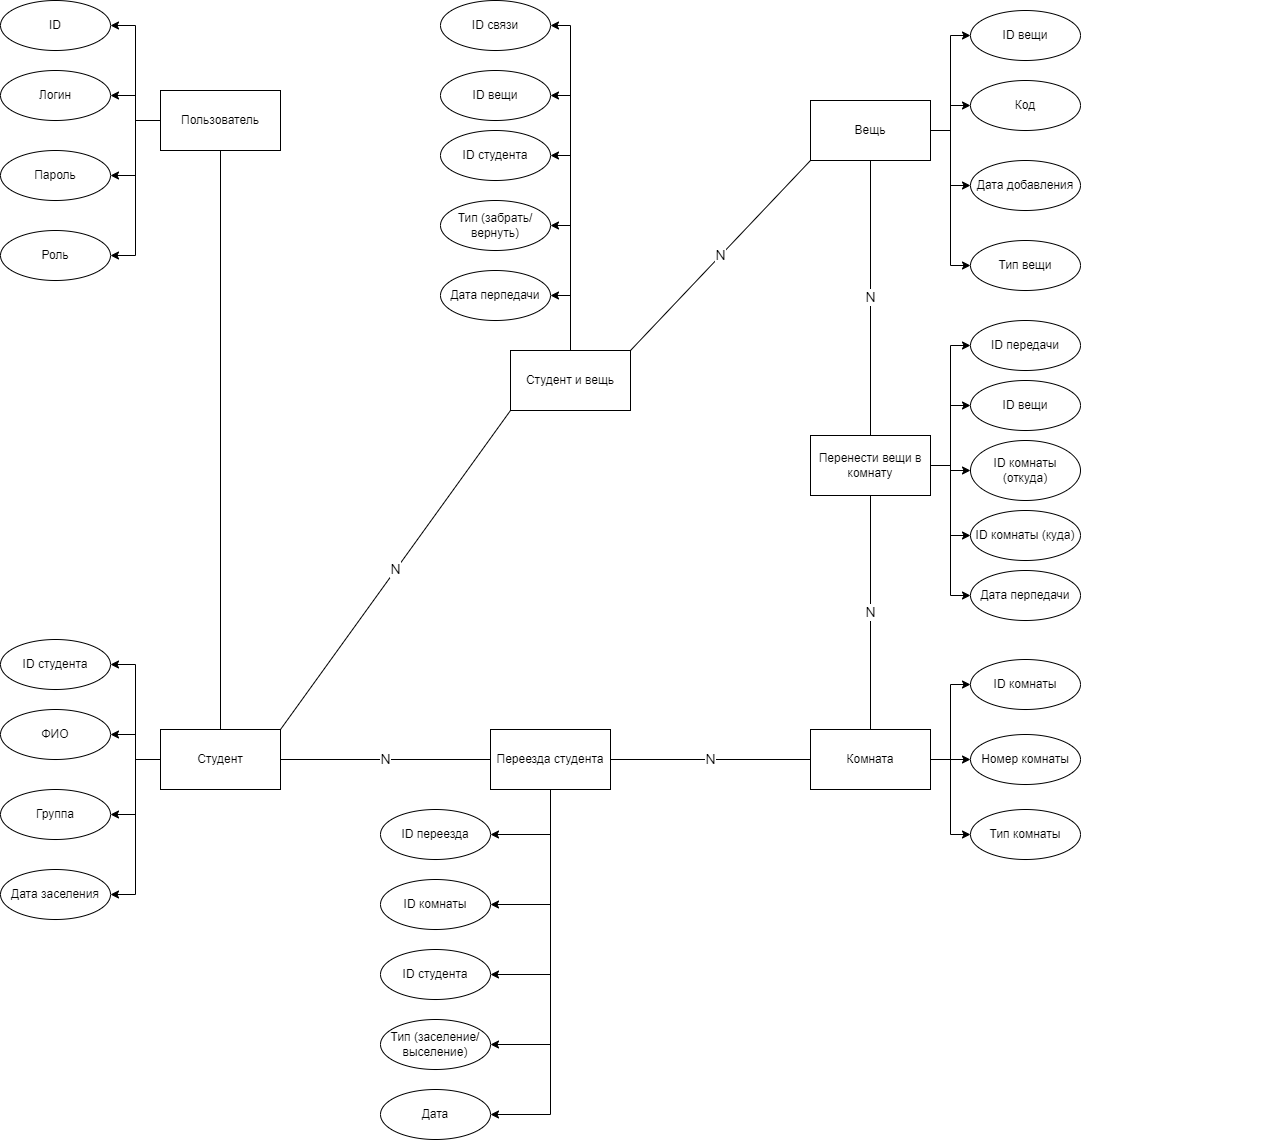 ID
Логин
Пароль
Роль
Пользователь
ID связи
ID вещи
ID студента
Тип (забрать/
вернуть)
Дата перпедачи
Студент и вещь
Вещь
ID вещи
Код
Дата добавления
Тип вещи
N
N
ID передачи
ID вещи
ID комнаты
(откуда)
ID комнаты (куда)
Дата перпедачи
Перенести вещи в
комнату
N
N
ID студента
ФИО
Группа
Дата заселения
Студент
N
Переезда студента
N
Комната
ID комнаты
Номер комнаты
Тип комнаты
ID переезда
ID комнаты
ID студента
Тип (заселение/
выселение)
Дата